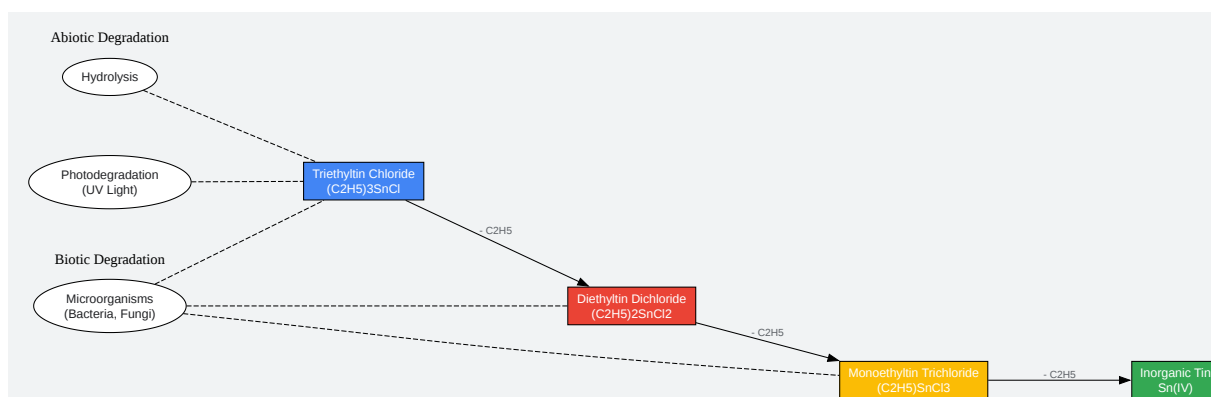 Abiotic Degradation
Hydrolysis
Photodegradation
(UV Light)
Triethyltin Chloride
(C2H5)3SnCl
- C2H5
Biotic Degradation
Microorganisms
(Bacteria, Fungi)
Diethyltin Dichloride
(C2H5)2SnCl2
- C2H5
Monoethyltin Trichloride
(C2H5)SnCl3
- C2H5
Inorganic Tin
Sn(IV)